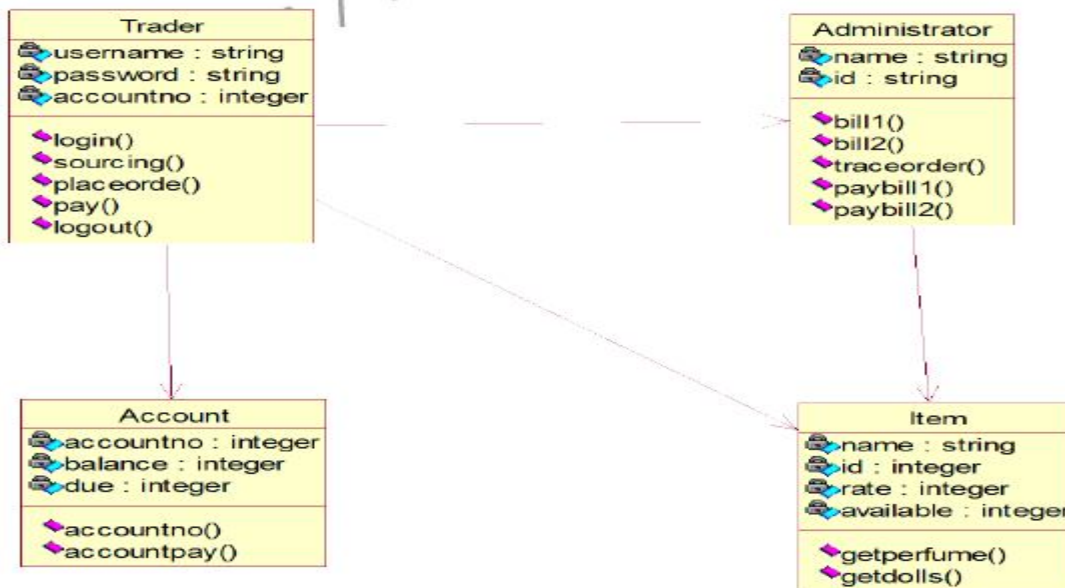 Trader
username : string
password : string
accountno : integer
login()
sourcing()
placeorde()
pay()
logout()
Administrator
name : string
id : string
bill1()
bill2()
traceorder()
paybill1()
paybill2()
Account
accountno : integer
balance : integer
due : integer
accountno()
accountpay()
Item
name : string
id : integer
rate : integer
available : integer
getperfume()
getdolls()